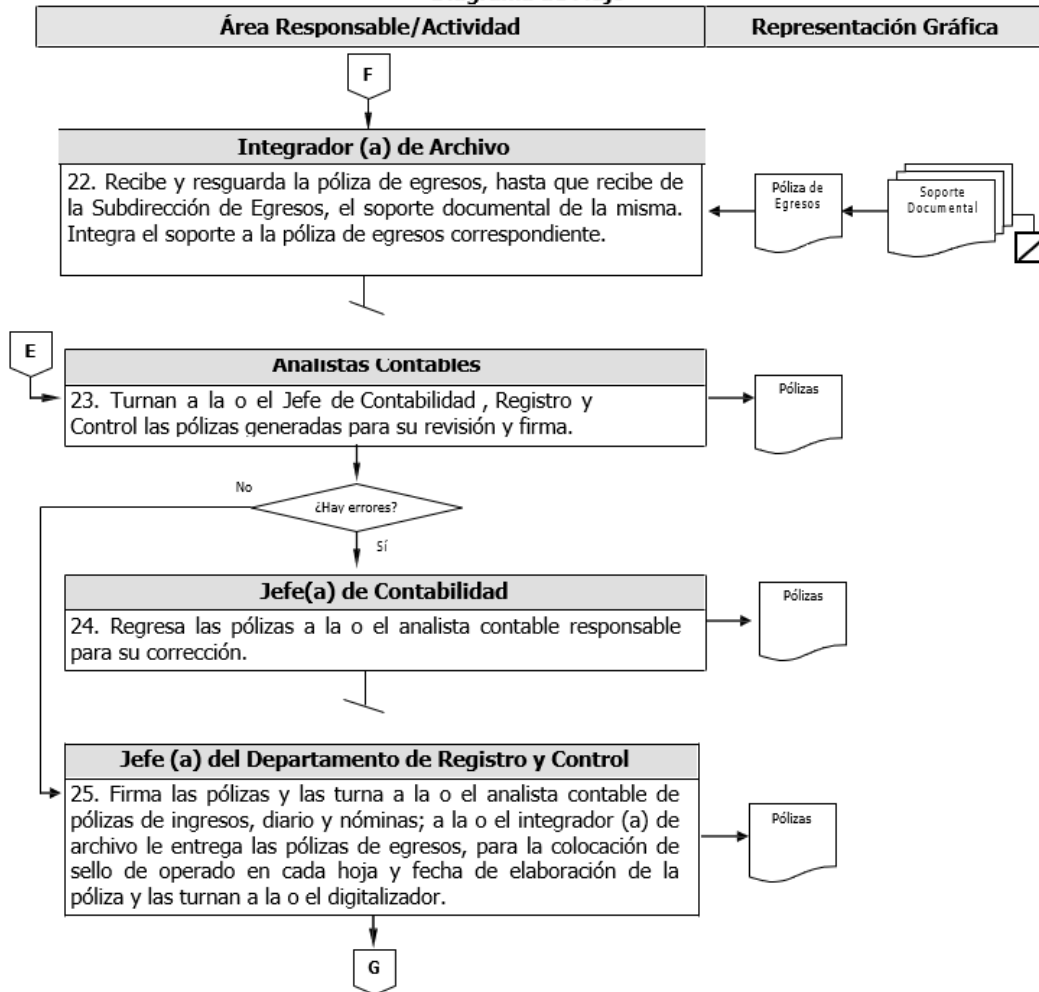 Área Responsable/Actividad
Representación Gráfica
F
Integrador (a) de Archivo
22. Recibe y resguarda la póliza de egresos, hasta que recibe de
la Subdirección de Egresos, el soporte documental de la misma.
Integra el soporte a la póliza de egresos correspondiente.
Póliza de
Egresos
Soporte
Documental
E
Analistas Contables
23. Turnan a la o el Jefe de Contabilidad , Registro y
Control las pólizas generadas para su revisión y firma.
Pólizas
No
¿Hay errores?
Sí
Jefe(a) de Contabilidad
24. Regresa las pólizas a la o el analista contable responsable
para su corrección.
Pólizas
Jefe (a) del Departamento de Registro y Control
25. Firma las pólizas y las turna a la o el analista contable de
pólizas de ingresos, diario y nóminas; a la o el integrador (a) de
archivo le entrega las pólizas de egresos, para la colocación de
sello de operado en cada hoja y fecha de elaboración de la
póliza y las turnan a la o el digitalizador.
Pólizas
G